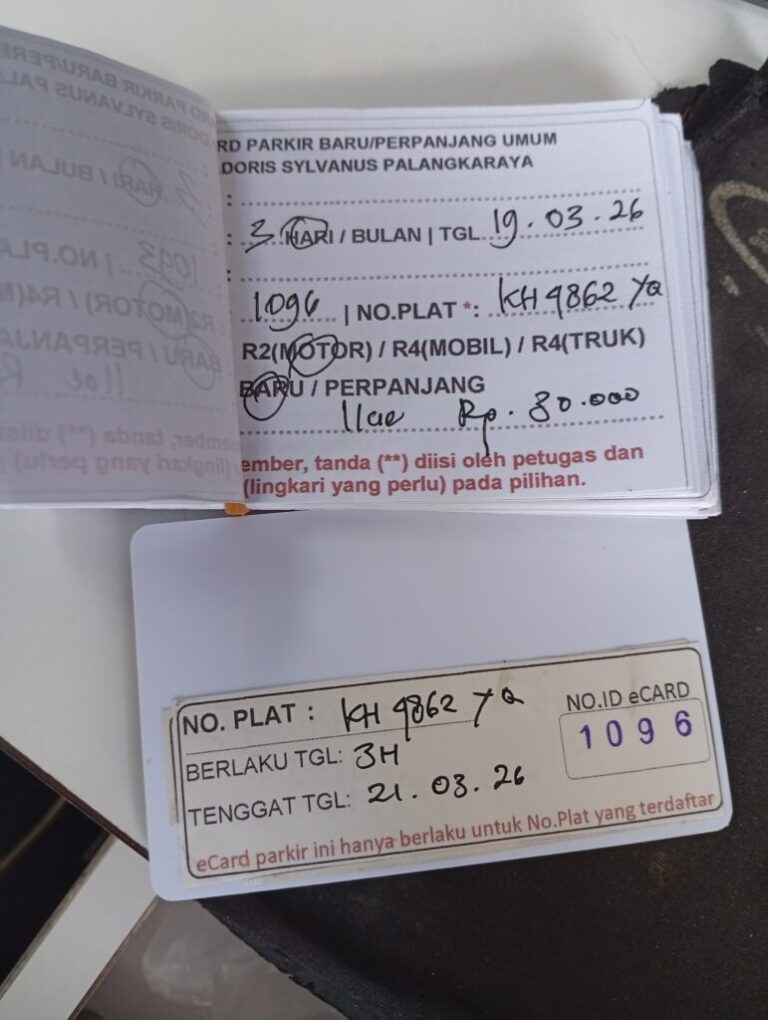 RD PARKIR BARU/PERPANJANG UMUM
.DORIS SYLVANUS PALANGKARAYA
:
: 3 HARI / BULAN | TGL. 19.03.26
:
: 1096 | NO.PLAT *: KH 4862 YQ
R2(MOTOR) / R4(MOBIL) / R4(TRUK)
BARU / PERPANJANG
Rp. 30.000
ember, tanda (**) diisi oleh petugas dan
(lingkari yang perlu) pada pilihan.
NO. PLAT : KH 4862 YQ
NO.ID eCARD
1096
BERLAKU TGL: 3H
TENGGAT TGL: 21.03.26
eCard parkir ini hanya berlaku untuk No.Plat yang terdaftar